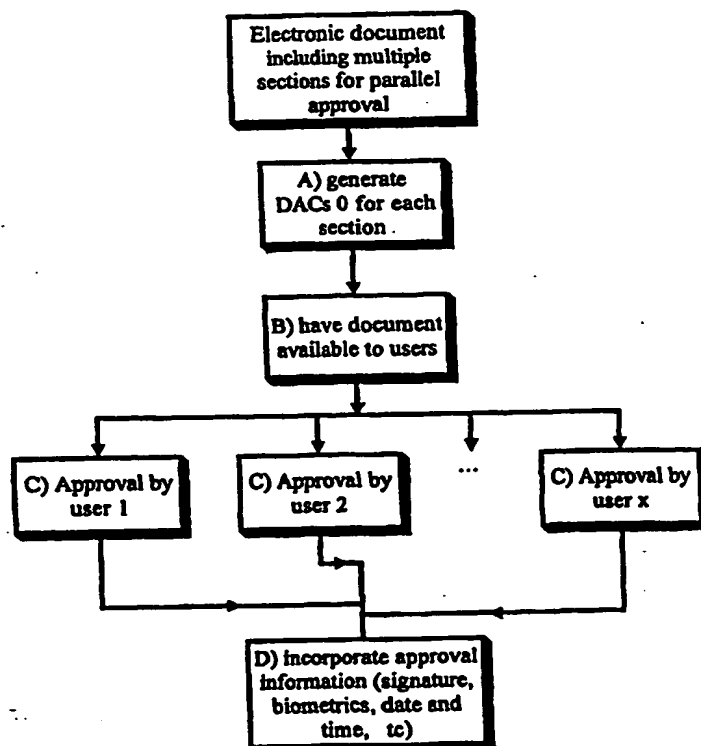 Electronic document
including multiple
sections for parallel
approval
A) generate
DACs 0 for each
section
B) have document
available to users
...
C) Approval by
user 1
C) Approval by
user 2
C) Approval by
user x
D) incorporate approval
information (signature,
biometrics, date and
time, tc)